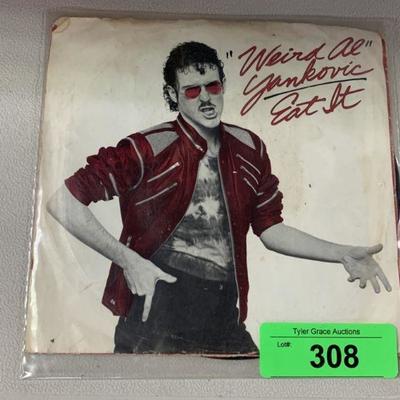 "Weird Al"
Yankovic
Eat It
Tyler Grace Auctions
Lot#:
308